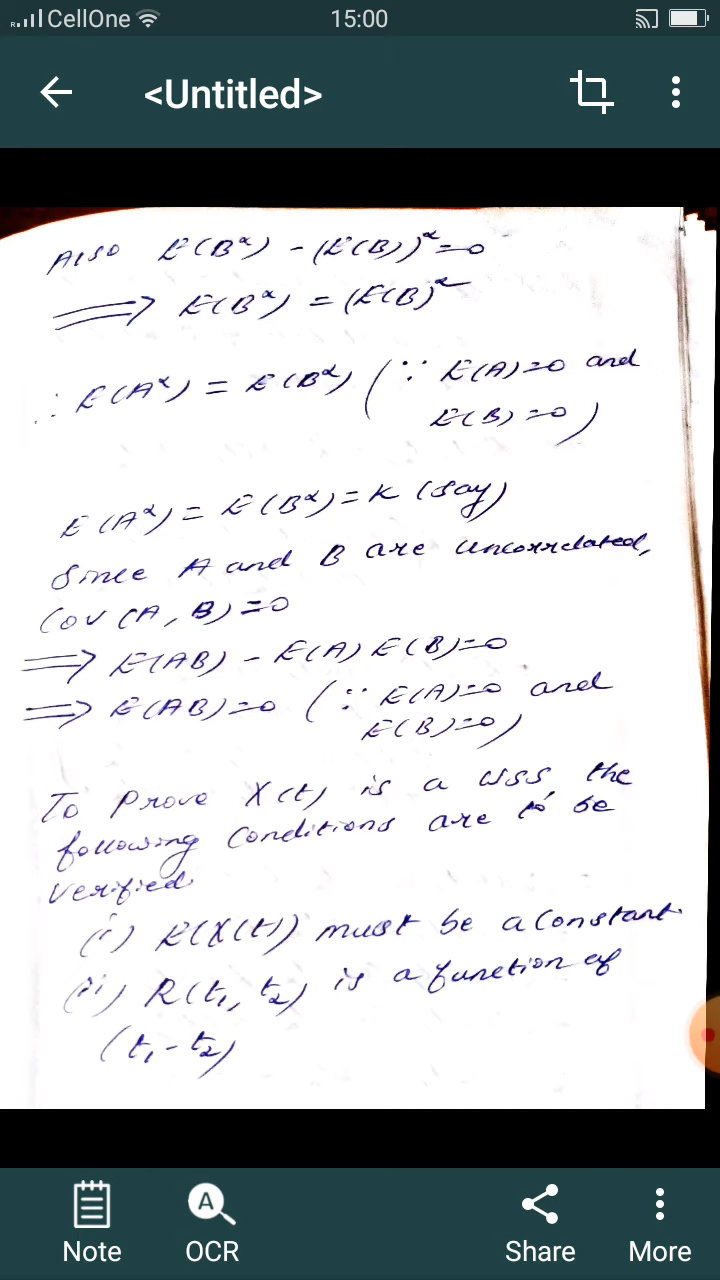 CellOne 15:00
<Untitled>
Also E(B²) - (E(B))² = 0
⟹ E(B²) = (E(B)²
∴ E(A²) = E(B²) (∵ E(A) = 0 and
E(B) = 0)
E(A²) = E(B²) = K (say)
Since A and B are uncorrelated,
Cov (A, B) = 0
⟹ E(AB) - E(A) E(B) = 0
⟹ E(AB) = 0 (∵ E(A) = 0 and
E(B) = 0)
To prove X(t) is a WSS, the
following conditions are to be
verified
(i) E(X(t)) must be a constant.
(ii) R(t₁, t₂) is a function of
(t₁ - t₂)
Note OCR Share More